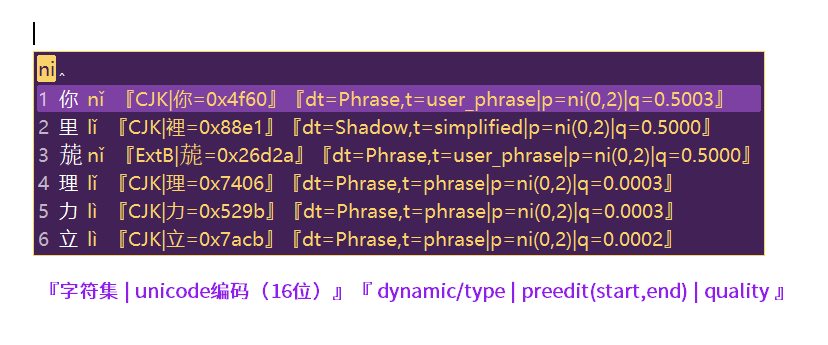 ni‸
1 你 nǐ 『CJK|你=0x4f60』『dt=Phrase,t=user_phrase|p=ni(0,2)|q=0.5003』
2 里 lǐ 『CJK|裡=0x88e1』『dt=Shadow,t=simplified|p=ni(0,2)|q=0.5000』
3 𦴪 nǐ 『ExtB|𦴪=0x26d2a』『dt=Phrase,t=user_phrase|p=ni(0,2)|q=0.5000』
4 理 lǐ 『CJK|理=0x7406』『dt=Phrase,t=phrase|p=ni(0,2)|q=0.0003』
5 力 lì 『CJK|力=0x529b』『dt=Phrase,t=phrase|p=ni(0,2)|q=0.0003』
6 立 lì 『CJK|立=0x7acb』『dt=Phrase,t=phrase|p=ni(0,2)|q=0.0002』
『字符集 | unicode编码（16位）』『 dynamic/type | preedit(start,end) | quality 』